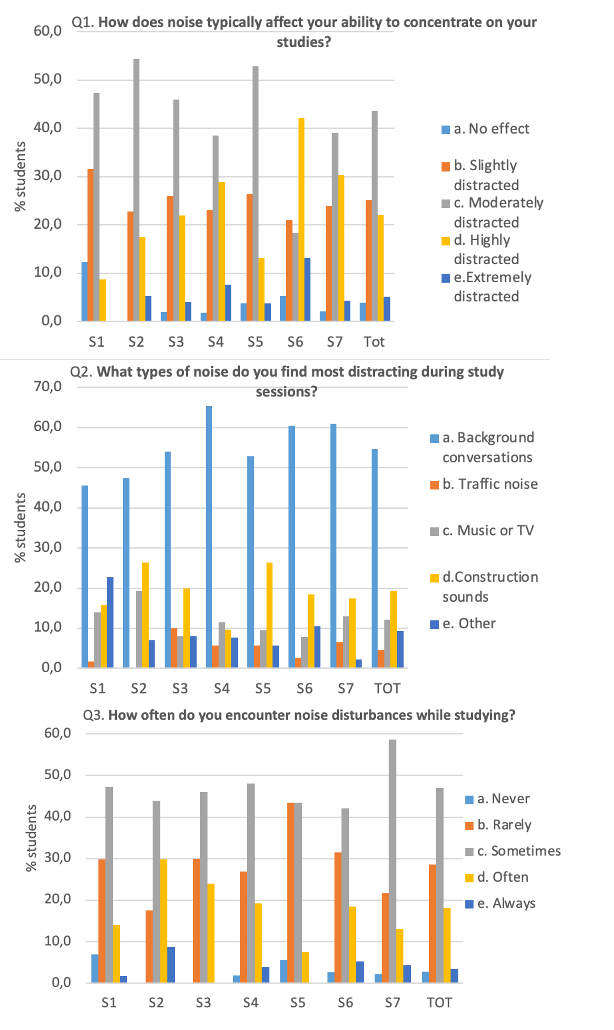 Q1. How does noise typically affect your ability to concentrate on your
studies?
60,0
50,0
40,0
30,0
20,0
10,0
0,0
% students
S1 S2 S3 S4 S5 S6 S7 Tot
a. No effect
b. Slightly
distracted
c. Moderately
distracted
d. Highly
distracted
e.Extremely
distracted
Q2. What types of noise do you find most distracting during study
sessions?
70,0
60,0
50,0
40,0
30,0
20,0
10,0
0,0
% students
S1 S2 S3 S4 S5 S6 S7 TOT
a. Background
conversations
b. Traffic noise
c. Music or TV
d.Construction
sounds
e. Other
Q3. How often do you encounter noise disturbances while studying?
60,0
50,0
40,0
30,0
20,0
10,0
0,0
% students
S1 S2 S3 S4 S5 S6 S7 TOT
a. Never
b. Rarely
c. Sometimes
d. Often
e. Always